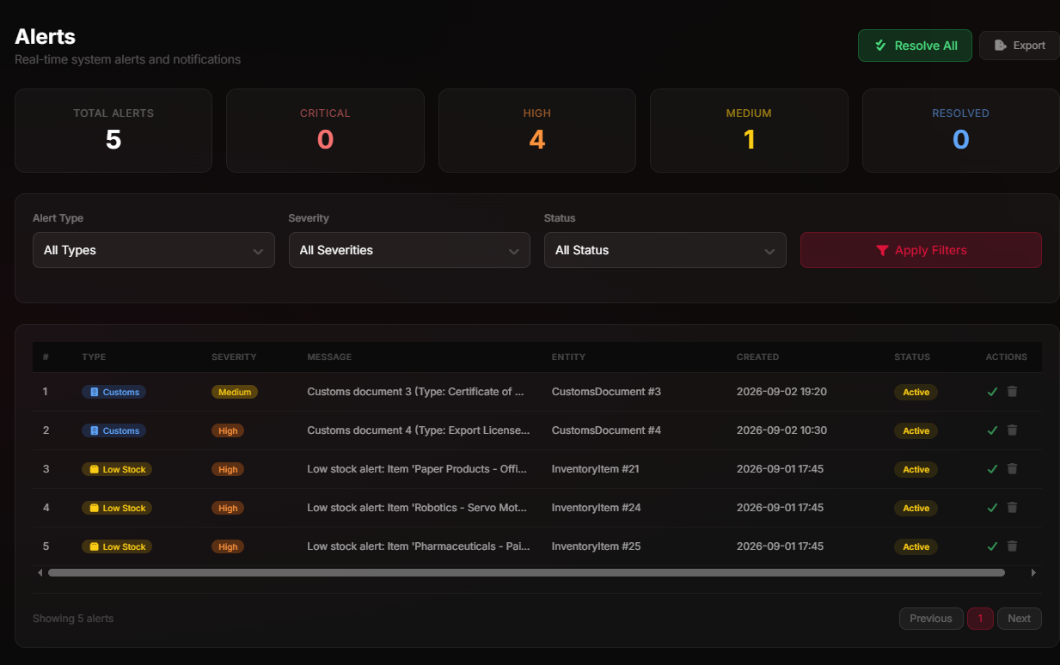 Alerts
Real-time system alerts and notifications
Resolve All
Export
TOTAL ALERTS
5
CRITICAL
0
HIGH
4
MEDIUM
1
RESOLVED
0
Alert Type
All Types
Severity
All Severities
Status
All Status
Apply Filters
# TYPE SEVERITY MESSAGE ENTITY CREATED STATUS ACTIONS
1 Customs Medium Customs document 3 (Type: Certificate of ... CustomsDocument #3 2026-09-02 19:20 Active
2 Customs High Customs document 4 (Type: Export License... CustomsDocument #4 2026-09-02 10:30 Active
3 Low Stock High Low stock alert: Item 'Paper Products - Offi... InventoryItem #21 2026-09-01 17:45 Active
4 Low Stock High Low stock alert: Item 'Robotics - Servo Mot... InventoryItem #24 2026-09-01 17:45 Active
5 Low Stock High Low stock alert: Item 'Pharmaceuticals - Pai... InventoryItem #25 2026-09-01 17:45 Active
Showing 5 alerts
Previous 1 Next